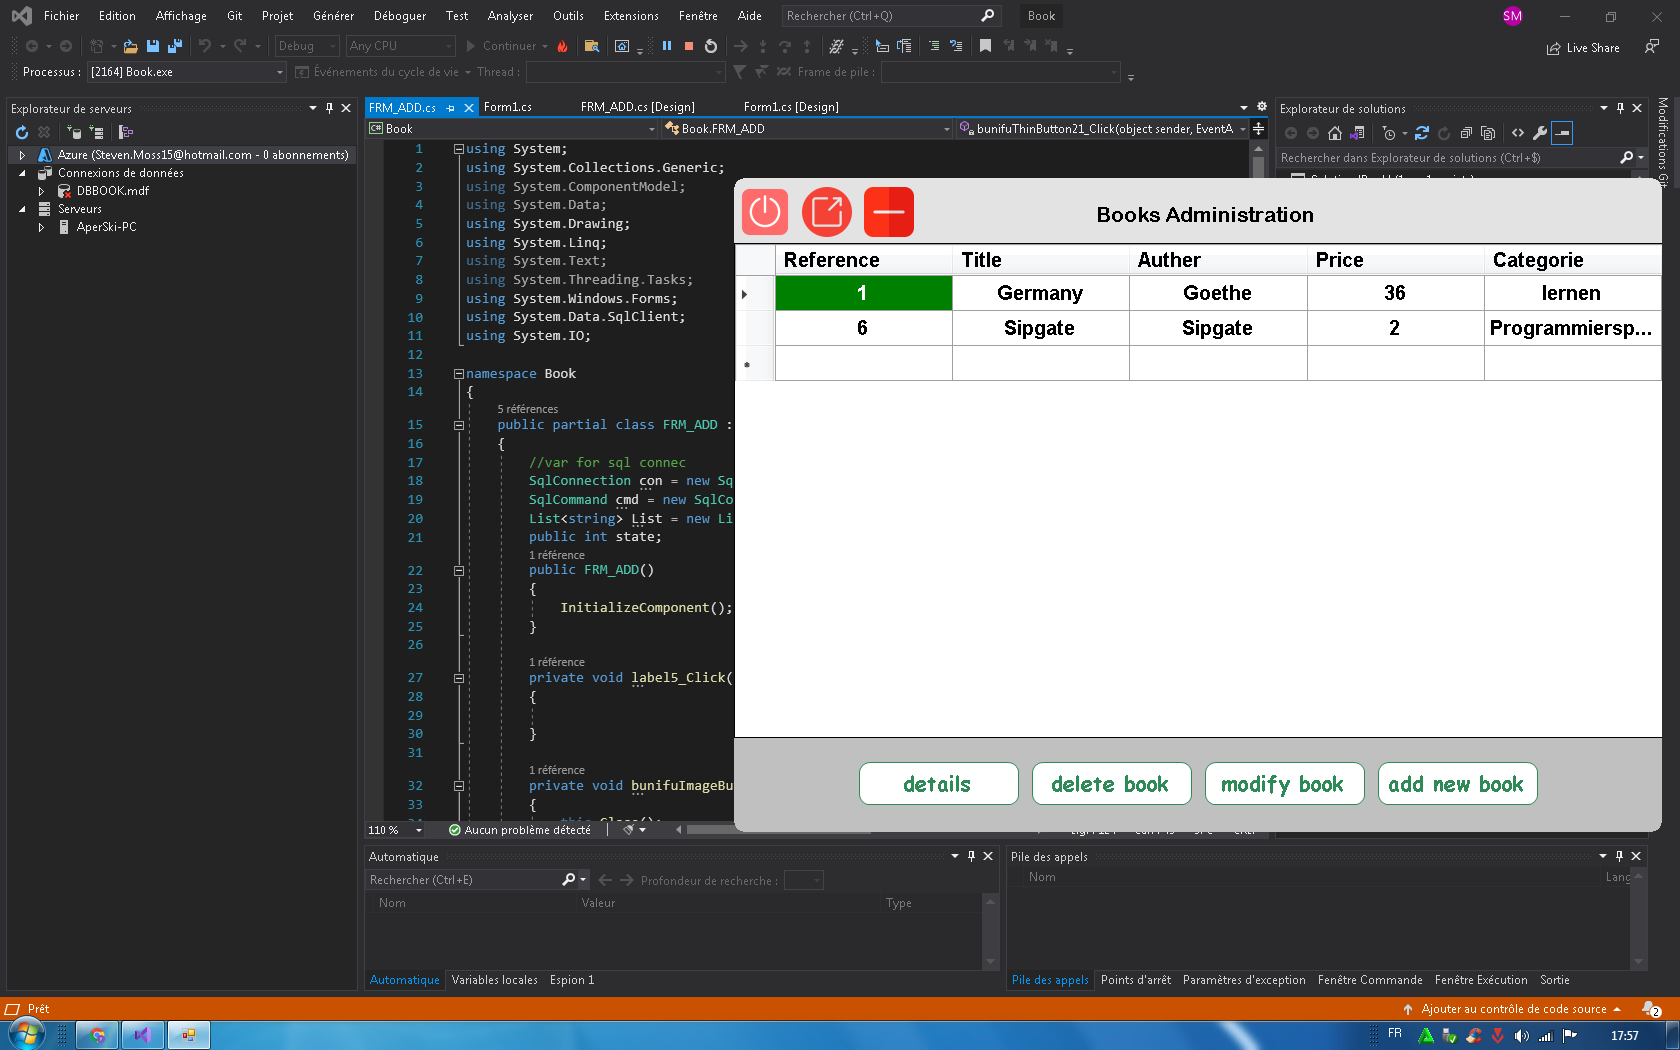 Fichier Edition Affichage Git Projet Générer Déboguer Test Analyser Outils Extensions Fenêtre Aide Rechercher (Ctrl+Q) Book SM
Debug Any CPU Continuer Live Share
Processus : [2164] Book.exe Événements du cycle de vie Thread : Frame de pile :
Explorateur de serveurs
Azure (Steven.Moss15@hotmail.com - 0 abonnements)
Connexions de données
DBBOOK.mdf
Serveurs
AperSki-PC
FRM_ADD.cs Form1.cs FRM_ADD.cs [Design] Form1.cs [Design]
Book Book.FRM_ADD bunifuThinButton21_Click(object sender, EventA
1 using System;
2 using System.Collections.Generic;
3 using System.ComponentModel;
4 using System.Data;
5 using System.Drawing;
6 using System.Linq;
7 using System.Text;
8 using System.Threading.Tasks;
9 using System.Windows.Forms;
10 using System.Data.SqlClient;
11 using System.IO;
12
13 namespace Book
14 {
5 références
15 public partial class FRM_ADD :
16 {
17 //var for sql connec
18 SqlConnection con = new Sq
19 SqlCommand cmd = new SqlCo
20 List<string> List = new Li
21 public int state;
1 référence
22 public FRM_ADD()
23 {
24 InitializeComponent();
25 }
26
1 référence
27 private void label5_Click(
28 {
29
30 }
31
1 référence
32 private void bunifuImageBu
33 {
110 % Aucun problème détecté
Explorateur de solutions
Rechercher dans Explorateur de solutions (Ctrl+$)
Modifications Git
Books Administration
Reference Title Auther Price Categorie
1 Germany Goethe 36 lernen
6 Sipgate Sipgate 2 Programmiersp...
details delete book modify book add new book
Automatique
Rechercher (Ctrl+E) Profondeur de recherche :
Nom Valeur Type
Automatique Variables locales Espion 1
Pile des appels
Nom Lang
Pile des appels Points d'arrêt Paramètres d'exception Fenêtre Commande Fenêtre Exécution Sortie
Prêt Ajouter au contrôle de code source 2
FR 17:57